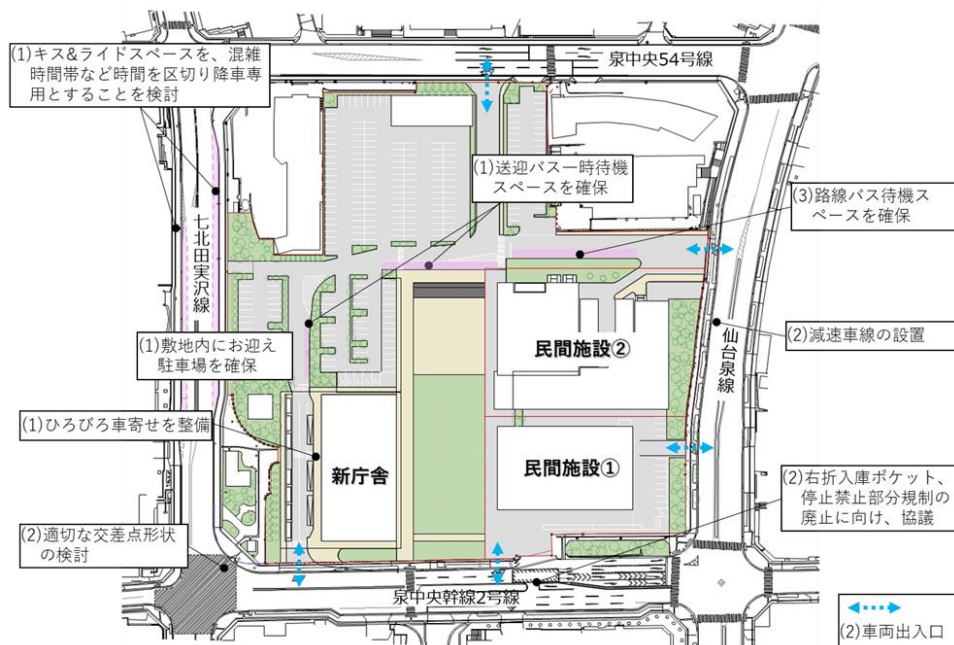 (1)キス&ライドスペースを、混雑
時間帯など時間を区切り降車専
用とすることを検討
泉中央54号線
(1)送迎バス一時待機
スペースを確保
(3)路線バス待機ス
ペースを確保
七北田実沢線
(1)敷地内にお迎え
駐車場を確保
民間施設②
(2)減速車線の設置
仙台泉線
(1)ひろびろ車寄せを整備
新庁舎
民間施設①
(2)右折入庫ポケット、
停止禁止部分規制の
廃止に向け、協議
(2)適切な交差点形状
の検討
泉中央幹線2号線
(2)車両出入口